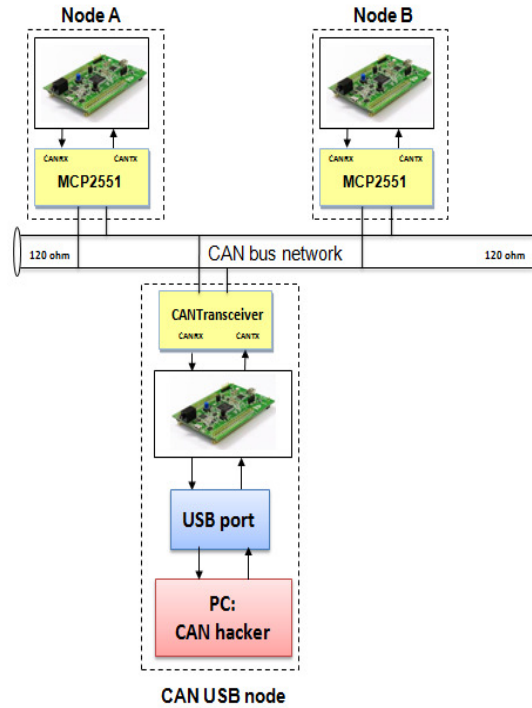 Node A
Node B
CANRX
CANTX
MCP2551
CANRX
CANTX
MCP2551
120 ohm
CAN bus network
120 ohm
CANTransceiver
CANRX
CANTX
USB port
PC:
CAN hacker
CAN USB node